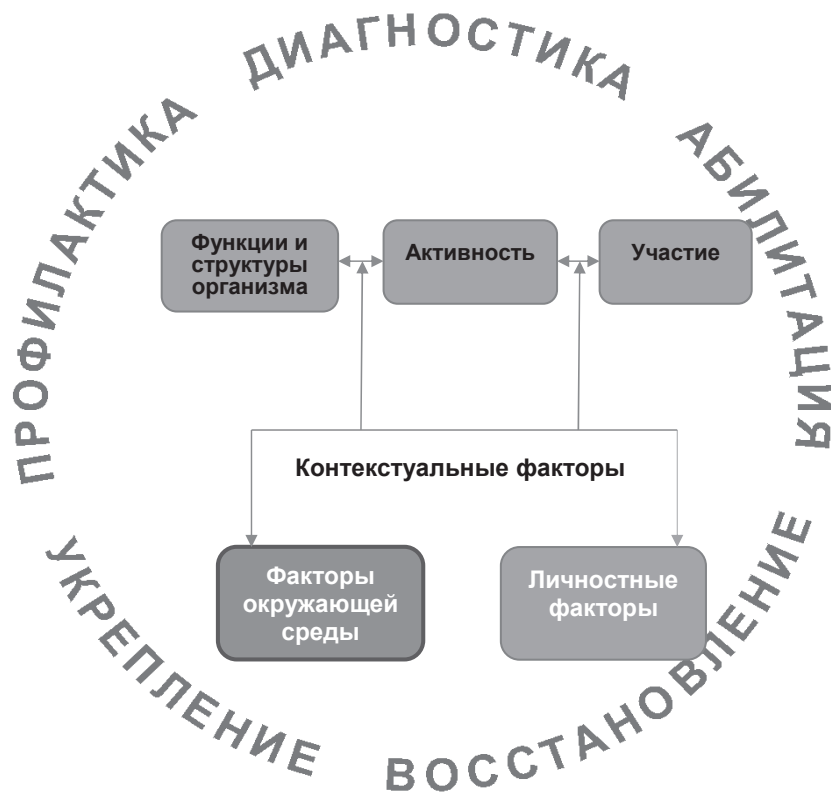 ПРОФИЛАКТИКА
ДИАГНОСТИКА
АБИЛИТАЦИЯ
Функции и
структуры
организма
Активность
Участие
Контекстуальные факторы
Факторы
окружающей
среды
Личностные
факторы
УКРЕПЛЕНИЕ
ВОССТАНОВЛЕНИЕ